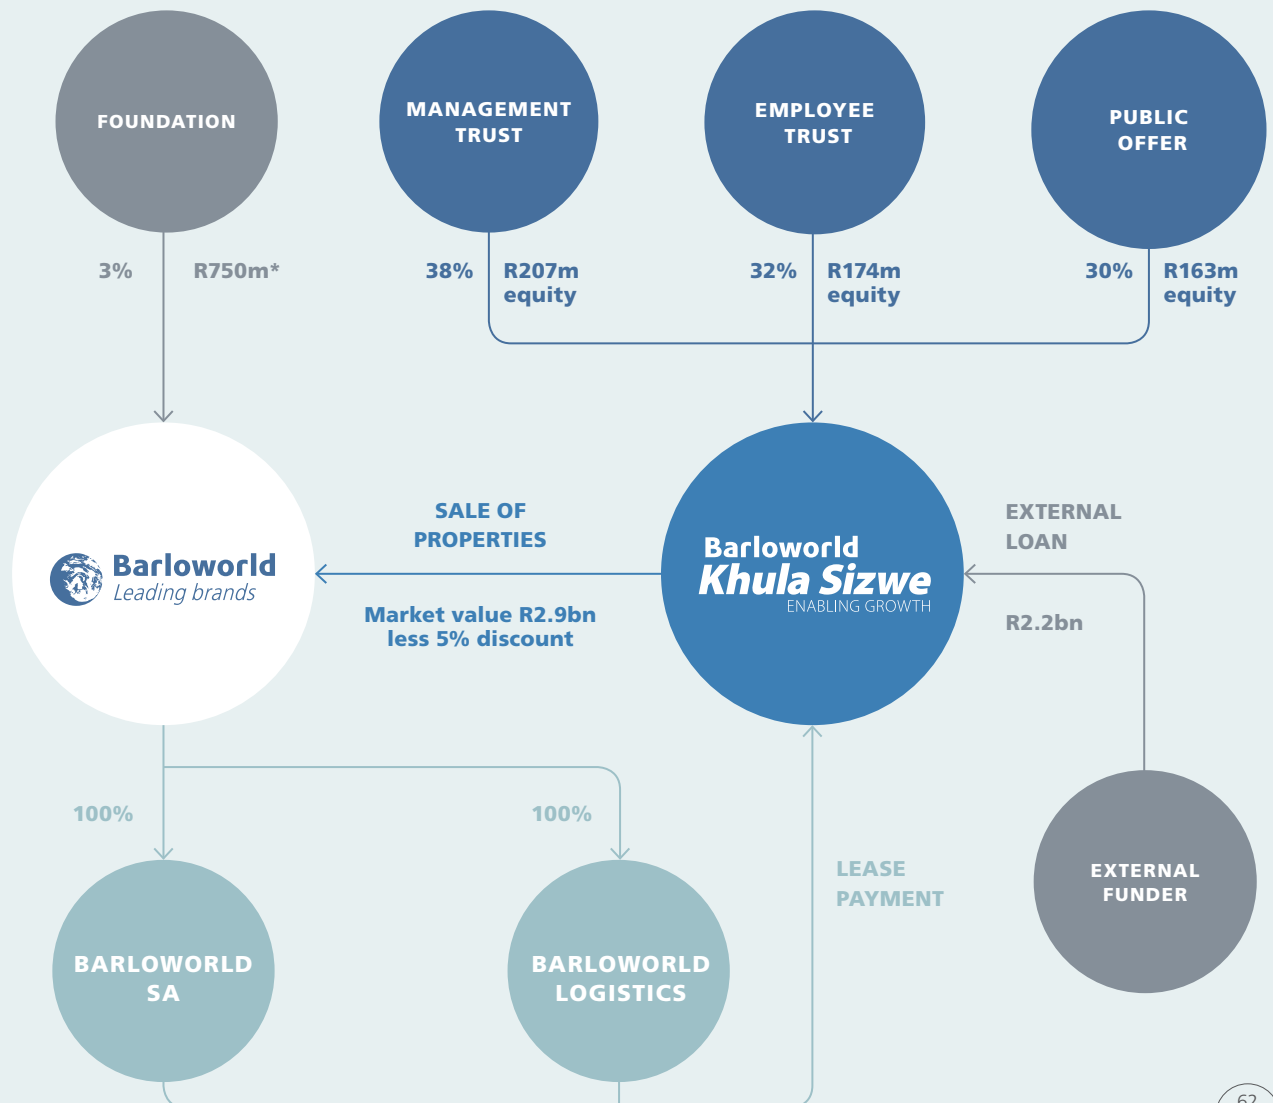 FOUNDATION
MANAGEMENT
TRUST
EMPLOYEE
TRUST
PUBLIC
OFFER
3%
R750m*
38%
R207m
equity
32%
R174m
equity
30%
R163m
equity
Barloworld
Leading brands
SALE OF
PROPERTIES
Market value R2.9bn
less 5% discount
Barloworld
Khula Sizwe
ENABLING GROWTH
EXTERNAL
LOAN
R2.2bn
100%
100%
LEASE
PAYMENT
EXTERNAL
FUNDER
BARLOWORLD
SA
BARLOWORLD
LOGISTICS
62